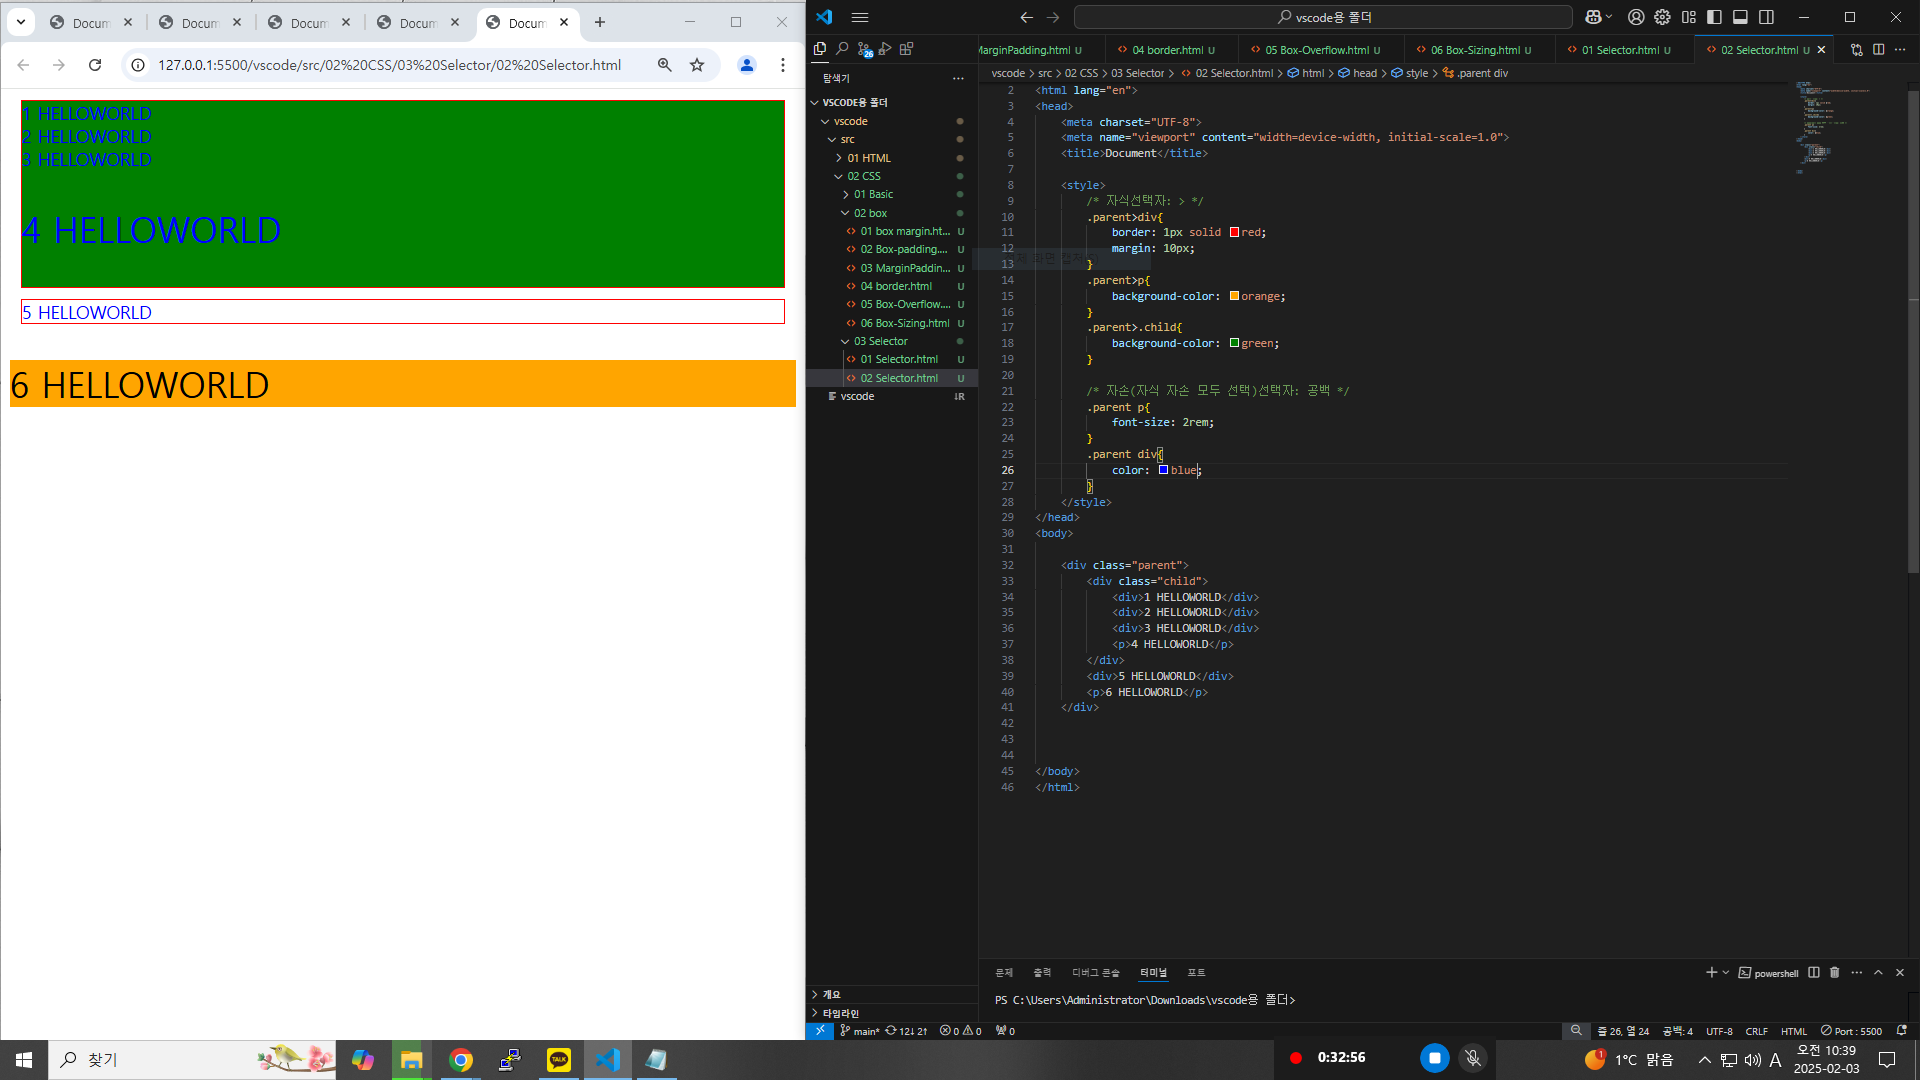 Docum
Docum
Docum
Docum
Docum
127.0.0.1:5500/vscode/src/02%20CSS/03%20Selector/02%20Selector.html
1 HELLOWORLD
2 HELLOWORLD
3 HELLOWORLD
4 HELLOWORLD
5 HELLOWORLD
6 HELLOWORLD
vscode용 폴더
탐색기
VSCODE용 폴더
vscode
src
01 HTML
02 CSS
01 Basic
02 box
01 box margin.ht... U
02 Box-padding.... U
03 MarginPaddin... U
04 border.html U
05 Box-Overflow.... U
06 Box-Sizing.html U
03 Selector
01 Selector.html U
02 Selector.html U
vscode
개요
타임라인
MarginPadding.html U
04 border.html U
05 Box-Overflow.html U
06 Box-Sizing.html U
01 Selector.html U
02 Selector.html U
vscode > src > 02 CSS > 03 Selector > 02 Selector.html > html > head > style > .parent div
2 <html lang="en">
3 <head>
4 <meta charset="UTF-8">
5 <meta name="viewport" content="width=device-width, initial-scale=1.0">
6 <title>Document</title>
7
8 <style>
9 /* 자식선택자: > */
10 .parent>div{
11 border: 1px solid red;
12 margin: 10px;
13 }
14 .parent>p{
15 background-color: orange;
16 }
17 .parent>.child{
18 background-color: green;
19 }
20
21 /* 자손(자식 자손 모두 선택)선택자: 공백 */
22 .parent p{
23 font-size: 2rem;
24 }
25 .parent div{
26 color: blue;
27 }
28 </style>
29 </head>
30 <body>
31
32 <div class="parent">
33 <div class="child">
34 <div>1 HELLOWORLD</div>
35 <div>2 HELLOWORLD</div>
36 <div>3 HELLOWORLD</div>
37 <p>4 HELLOWORLD</p>
38 </div>
39 <div>5 HELLOWORLD</div>
40 <p>6 HELLOWORLD</p>
41 </div>
42
43
44
45 </body>
46 </html>
문제 출력 디버그 콘솔 터미널 포트
powershell
PS C:\Users\Administrator\Downloads\vscode용 폴더>
main* 12↓ 2↑ 0 0 0
줄 26, 열 24 공백: 4 UTF-8 CRLF HTML Port : 5500
찾기
TALK
0:32:56
1
1°C 맑음
A
오전 10:39
2025-02-03